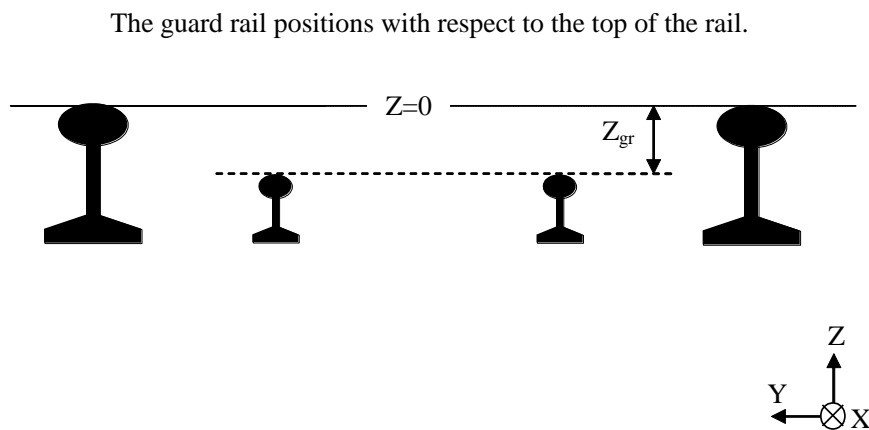 The guard rail positions with respect to the top of the rail.
Z=0
Zgr
Z
Y
X